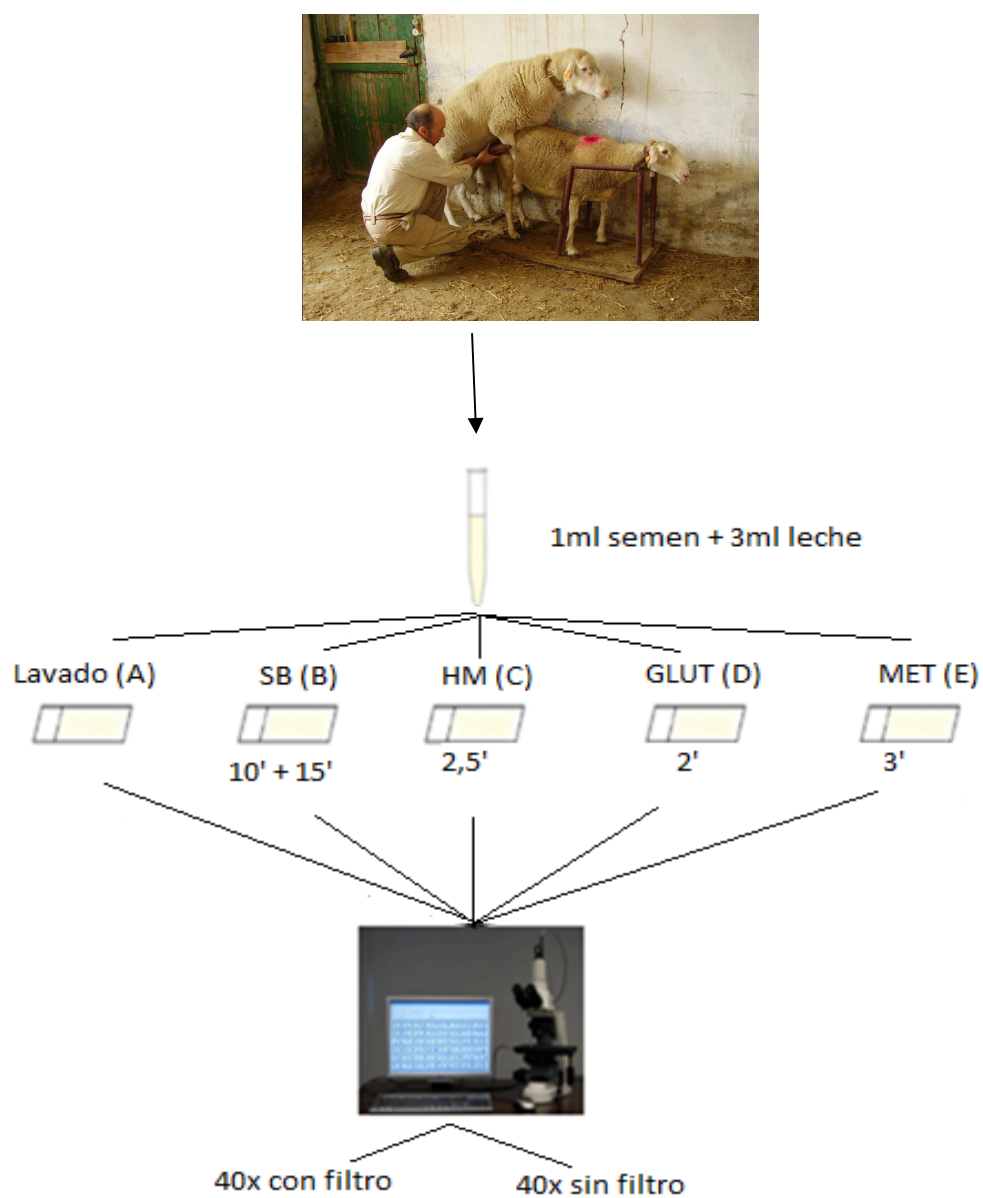 1ml semen + 3ml leche
Lavado (A) SB (B) HM (C) GLUT (D) MET (E)
10' + 15' 2,5' 2' 3'
40x con filtro 40x sin filtro